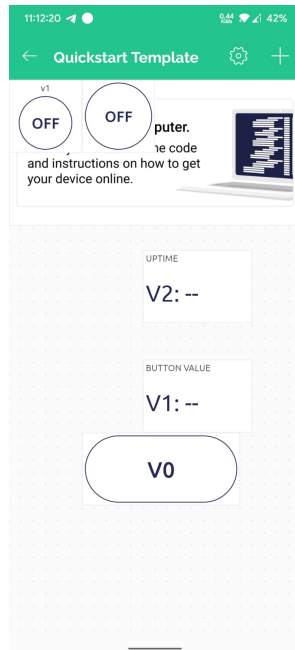 11:12:20
0.44
KiB/s
42%
Quickstart Template
v1
OFF
OFF
puter.
he code
and instructions on how to get
your device online.
UPTIME
V2: --
BUTTON VALUE
V1: --
V0